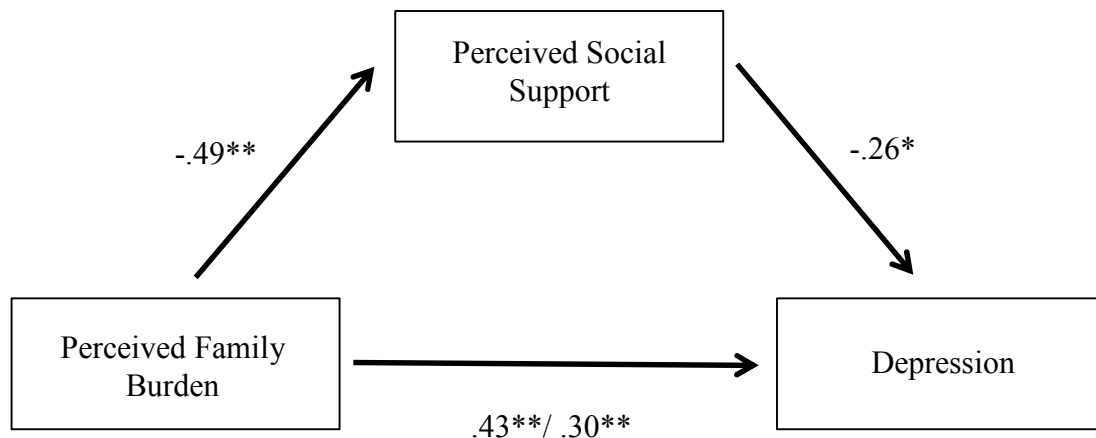 Perceived Social
Support
-.49**
-.26*
Perceived Family
Burden
Depression
.43**/ .30**